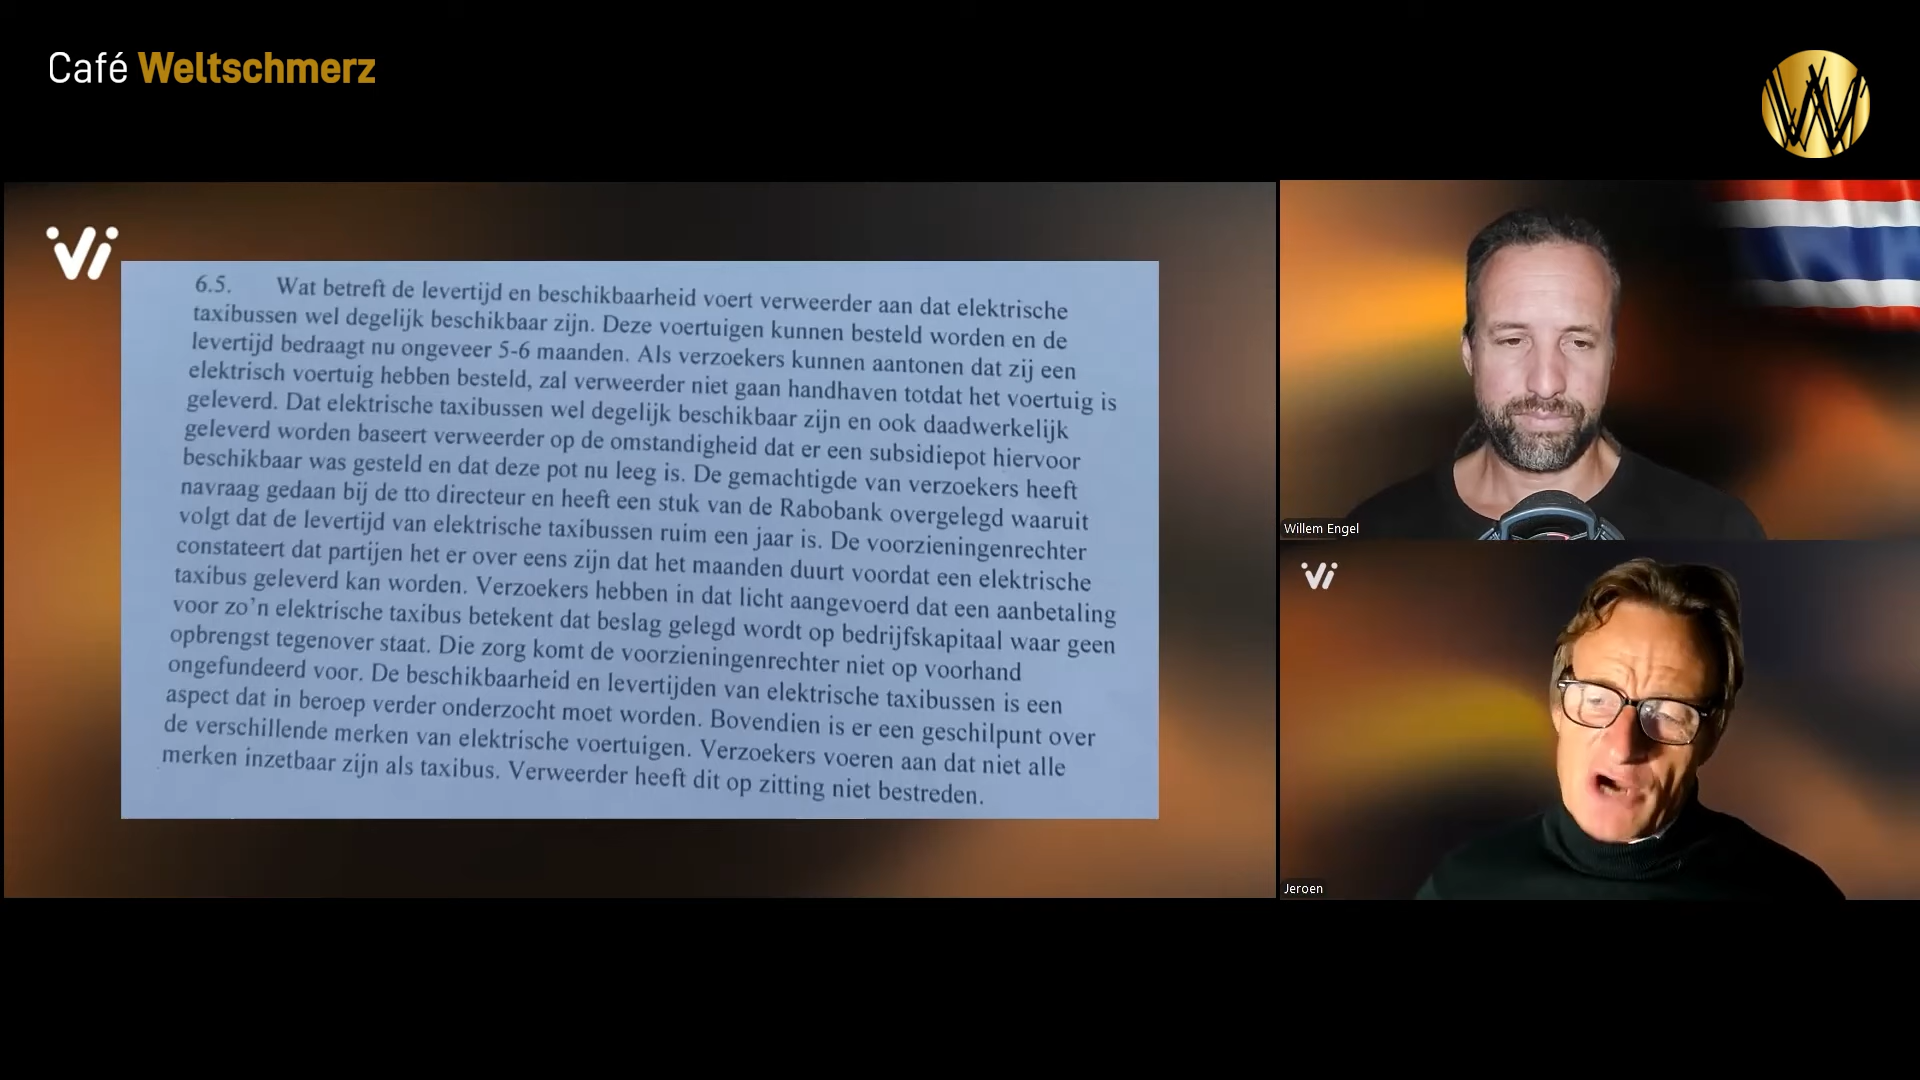 Café Weltschmerz
6.5. Wat betreft de levertijd en beschikbaarheid voert verweerder aan dat elektrische
taxibussen wel degelijk beschikbaar zijn. Deze voertuigen kunnen besteld worden en de
levertijd bedraagt nu ongeveer 5-6 maanden. Als verzoekers kunnen aantonen dat zij een
elektrisch voertuig hebben besteld, zal verweerder niet gaan handhaven totdat het voertuig is
geleverd. Dat elektrische taxibussen wel degelijk beschikbaar zijn en ook daadwerkelijk
geleverd worden baseert verweerder op de omstandigheid dat er een subsidiepot hiervoor
beschikbaar was gesteld en dat deze pot nu leeg is. De gemachtigde van verzoekers heeft
navraag gedaan bij de tto directeur en heeft een stuk van de Rabobank overgelegd waaruit
volgt dat de levertijd van elektrische taxibussen ruim een jaar is. De voorzieningenrechter
constateert dat partijen het er over eens zijn dat het maanden duurt voordat een elektrische
taxibus geleverd kan worden. Verzoekers hebben in dat licht aangevoerd dat een aanbetaling
voor zo'n elektrische taxibus betekent dat beslag gelegd wordt op bedrijfskapitaal waar geen
opbrengst tegenover staat. Die zorg komt de voorzieningenrechter niet op voorhand
ongefundeerd voor. De beschikbaarheid en levertijden van elektrische taxibussen is een
aspect dat in beroep verder onderzocht moet worden. Bovendien is er een geschilpunt over
de verschillende merken van elektrische voertuigen. Verzoekers voeren aan dat niet alle
merken inzetbaar zijn als taxibus. Verweerder heeft dit op zitting niet bestreden.
Willem Engel
Jeroen